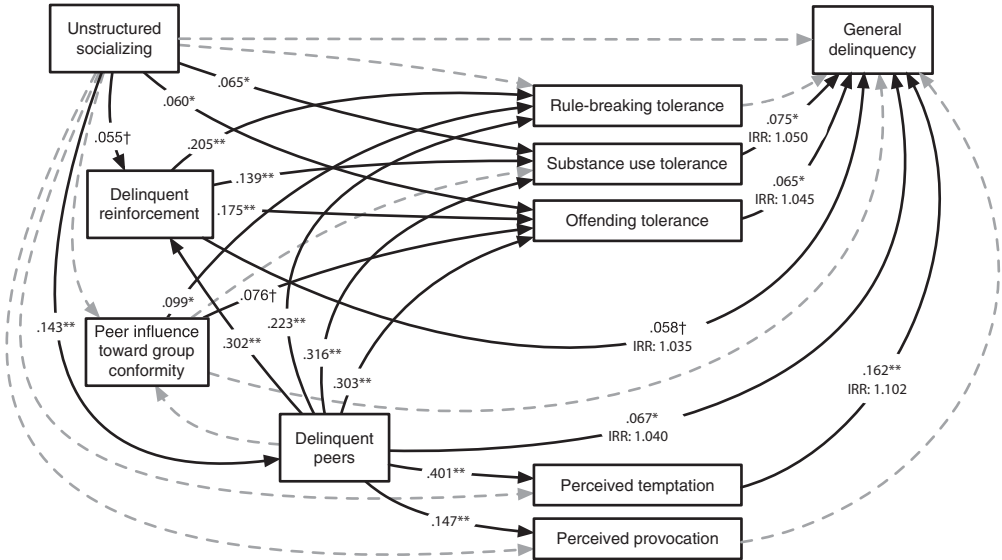 Unstructured
socializing
General
delinquency
.065*
.060*
Rule-breaking tolerance
.075*
IRR: 1.050
.055†
.205**
Substance use tolerance
Delinquent
reinforcement
.139**
.065*
IRR: 1.045
.175**
Offending tolerance
.099*
.076†
.143**
Peer influence
toward group
conformity
.223**
.302**
.058†
IRR: 1.035
.316**
.303**
.162**
IRR: 1.102
Delinquent
peers
.067*
IRR: 1.040
.401**
Perceived temptation
.147**
Perceived provocation